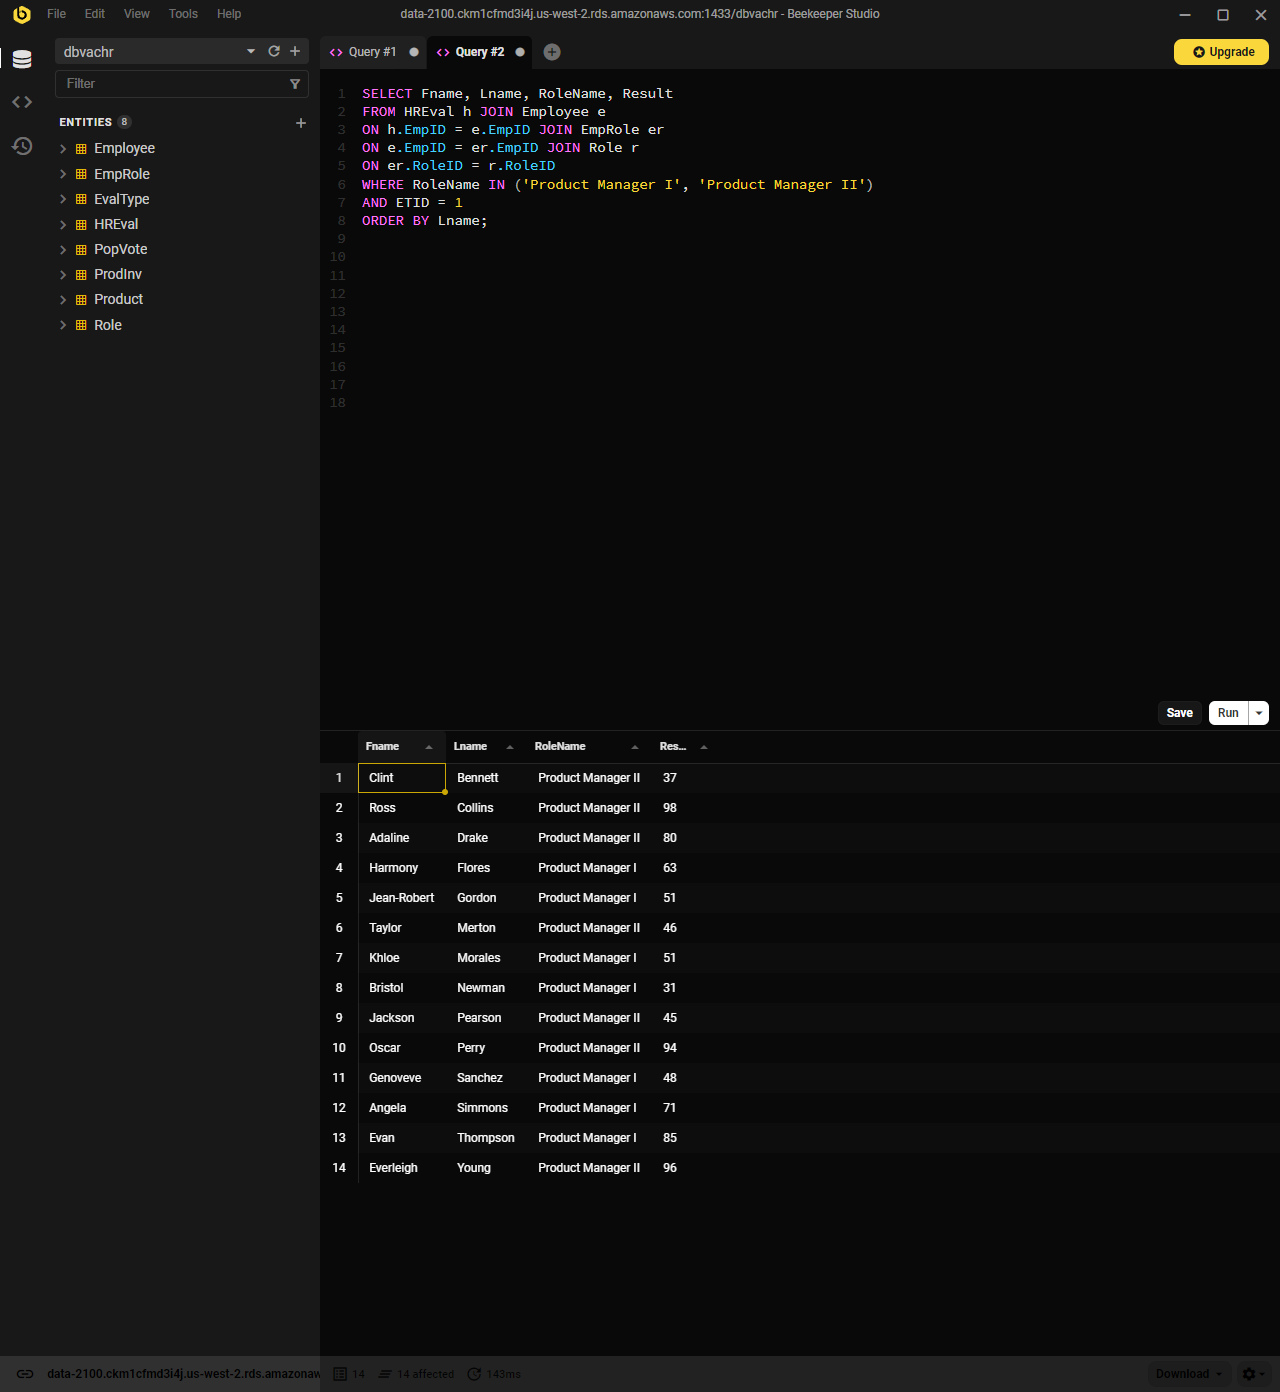 File Edit View Tools Help data-2100.ckm1cfmd3i4j.us-west-2.rds.amazonaws.com:1433/dbvachr - Beekeeper Studio
dbvachr
Query #1 Query #2 Upgrade
Filter
ENTITIES 8
Employee
EmpRole
EvalType
HREval
PopVote
ProdInv
Product
Role
1 SELECT Fname, Lname, RoleName, Result
2 FROM HREval h JOIN Employee e
3 ON h.EmpID = e.EmpID JOIN EmpRole er
4 ON e.EmpID = er.EmpID JOIN Role r
5 ON er.RoleID = r.RoleID
6 WHERE RoleName IN ('Product Manager I', 'Product Manager II')
7 AND ETID = 1
8 ORDER BY Lname;
9
10
11
12
13
14
15
16
17
18
Save Run
Fname Lname RoleName Res...
1 Clint Bennett Product Manager II 37
2 Ross Collins Product Manager II 98
3 Adaline Drake Product Manager II 80
4 Harmony Flores Product Manager I 63
5 Jean-Robert Gordon Product Manager I 51
6 Taylor Merton Product Manager II 46
7 Khloe Morales Product Manager I 51
8 Bristol Newman Product Manager I 31
9 Jackson Pearson Product Manager II 45
10 Oscar Perry Product Manager II 94
11 Genoveve Sanchez Product Manager I 48
12 Angela Simmons Product Manager I 71
13 Evan Thompson Product Manager I 85
14 Everleigh Young Product Manager II 96
data-2100.ckm1cfmd3i4j.us-west-2.rds.amazonaw 14 14 affected 143ms Download